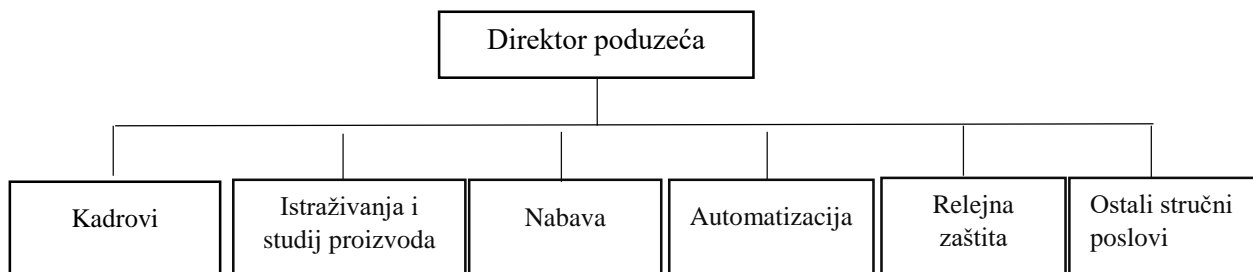 Direktor poduzeća
Kadrovi
Istraživanja i
studij proizvoda
Nabava
Automatizacija
Relejna
zaštita
Ostali stručni
poslovi